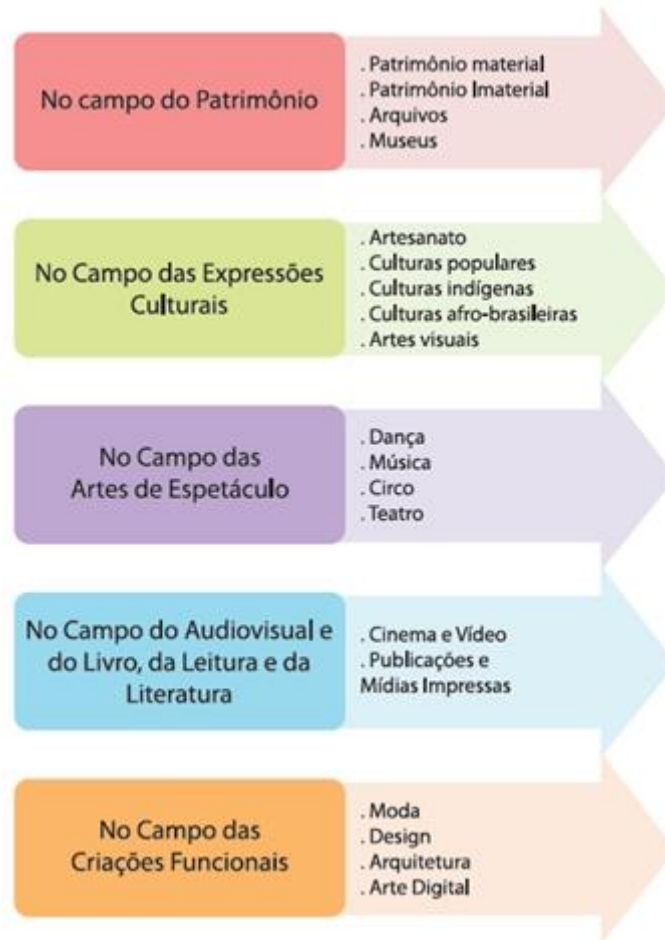 No campo do Patrimônio
. Patrimônio material
. Patrimônio Imaterial
. Arquivos
. Museus
No Campo das Expressões
Culturais
. Artesanato
. Culturas populares
. Culturas indígenas
. Culturas afro-brasileiras
. Artes visuais
No Campo das
Artes de Espetáculo
. Dança
. Música
. Circo
. Teatro
No Campo do Audiovisual e
do Livro, da Leitura e da
Literatura
. Cinema e Vídeo
. Publicações e
Mídias Impressas
No Campo das
Criações Funcionais
. Moda
. Design
. Arquitetura
. Arte Digital